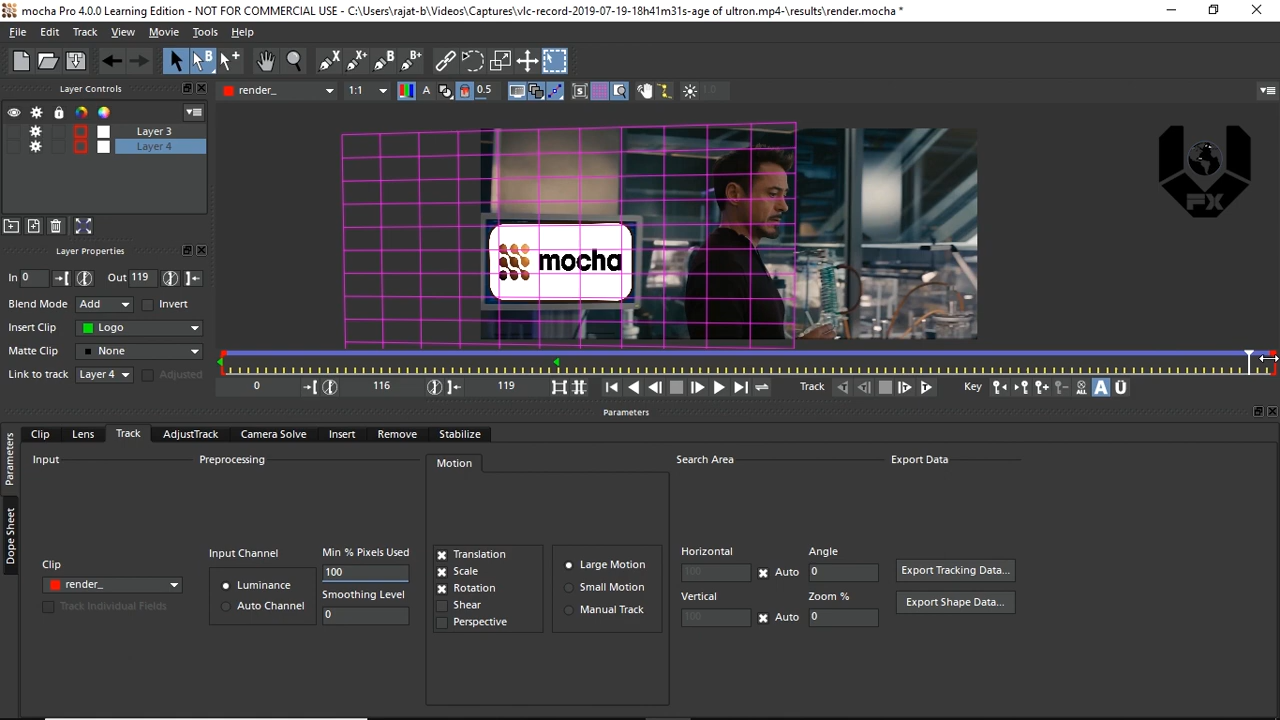 mocha Pro 4.0.0 Learning Edition - NOT FOR COMMERCIAL USE - C:\Users\rajat-b\Videos\Captures\vlc-record-2019-07-19-18h41m31s-age of ultron.mp4-\results\render.mocha *
File Edit Track View Movie Tools Help
Layer Controls
render_ 1:1 A 0.5 1.0
Layer 3
Layer 4
FX
mocha
Layer Properties
In 0 Out 119
Blend Mode Add Invert
Insert Clip Logo
Matte Clip None
Link to track Layer 4 Adjusted
0 116 119 Track Key ALL A Ü
Parameters
Clip Lens Track AdjustTrack Camera Solve Insert Remove Stabilize
Parameters
Dope Sheet
Input Preprocessing Motion Search Area Export Data
Clip
render_
Track Individual Fields
Input Channel
Luminance
Auto Channel
Min % Pixels Used
100
Smoothing Level
0
Translation
Scale
Rotation
Shear
Perspective
Large Motion
Small Motion
Manual Track
Horizontal Angle
100 Auto 0
Vertical Zoom %
100 Auto 0
Export Tracking Data...
Export Shape Data...